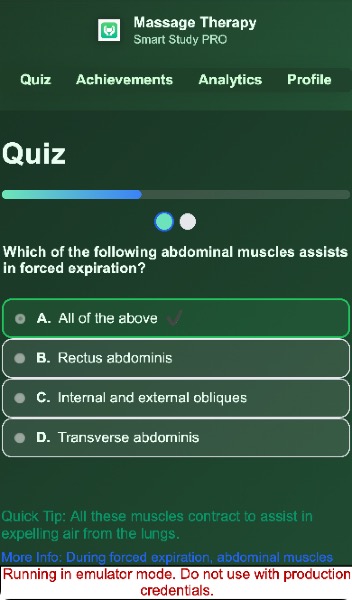 Massage Therapy
Smart Study PRO
Quiz Achievements Analytics Profile
Quiz
Which of the following abdominal muscles assists
in forced expiration?
A. All of the above
B. Rectus abdominis
C. Internal and external obliques
D. Transverse abdominis
Quick Tip: All these muscles contract to assist in
expelling air from the lungs.
More Info: During forced expiration, abdominal muscles
Running in emulator mode. Do not use with production
credentials.